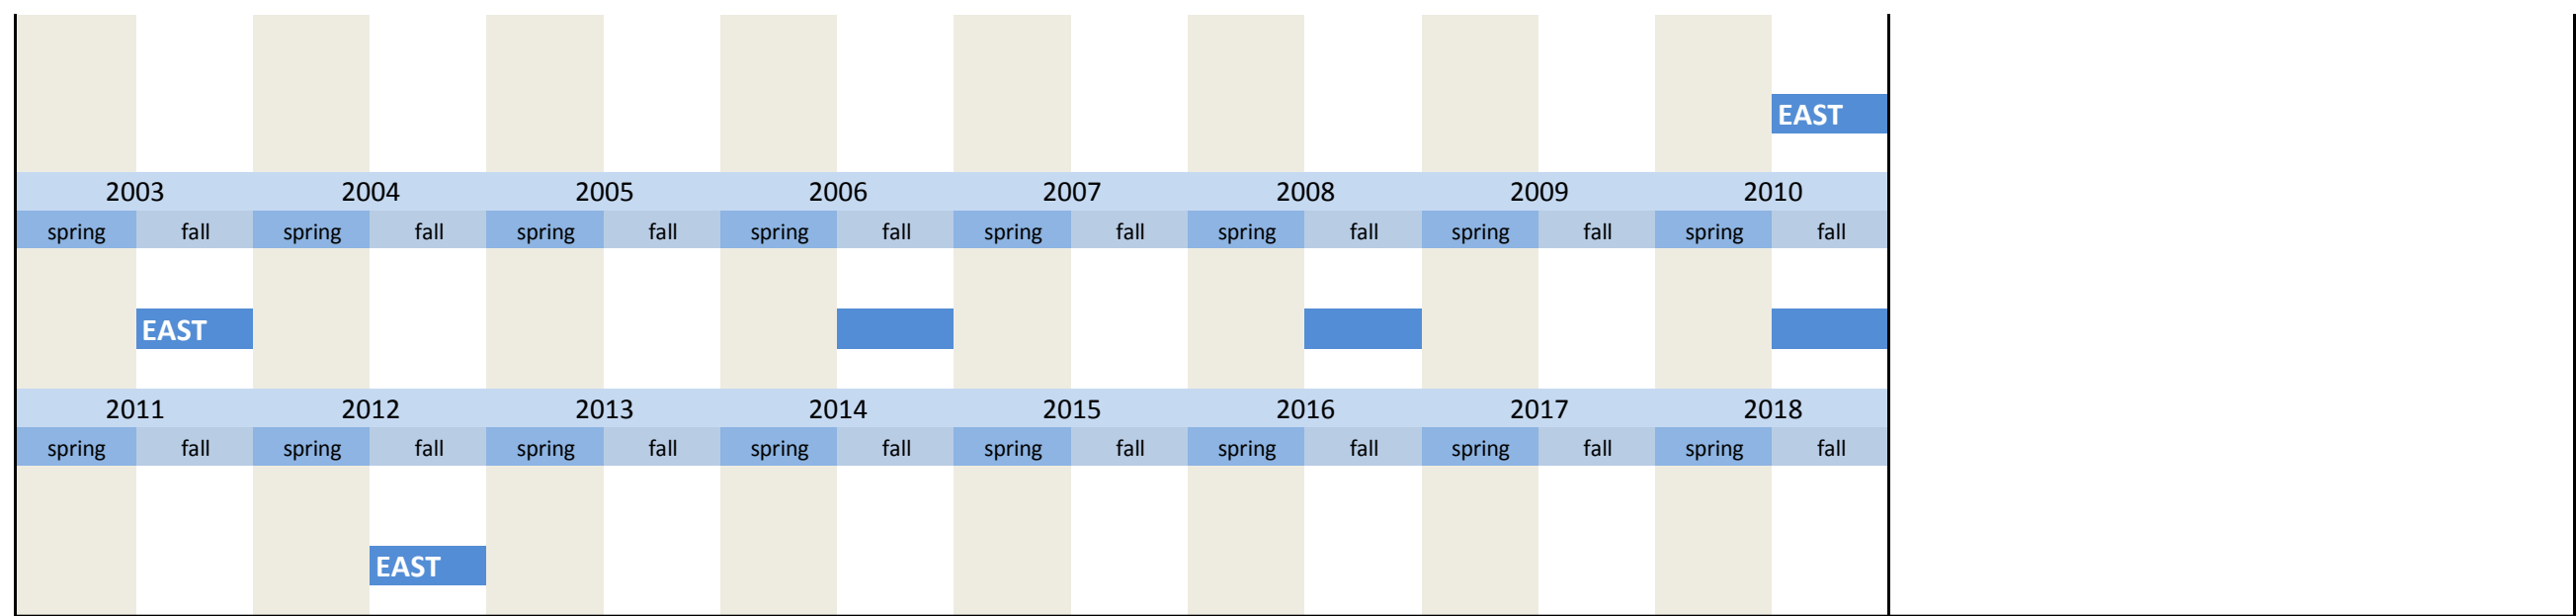 EAST
2003 2004 2005 2006 2007 2008 2009 2010
spring fall spring fall spring fall spring fall spring fall spring fall spring fall spring fall
EAST
2011 2012 2013 2014 2015 2016 2017 2018
spring fall spring fall spring fall spring fall spring fall spring fall spring fall spring fall
EAST